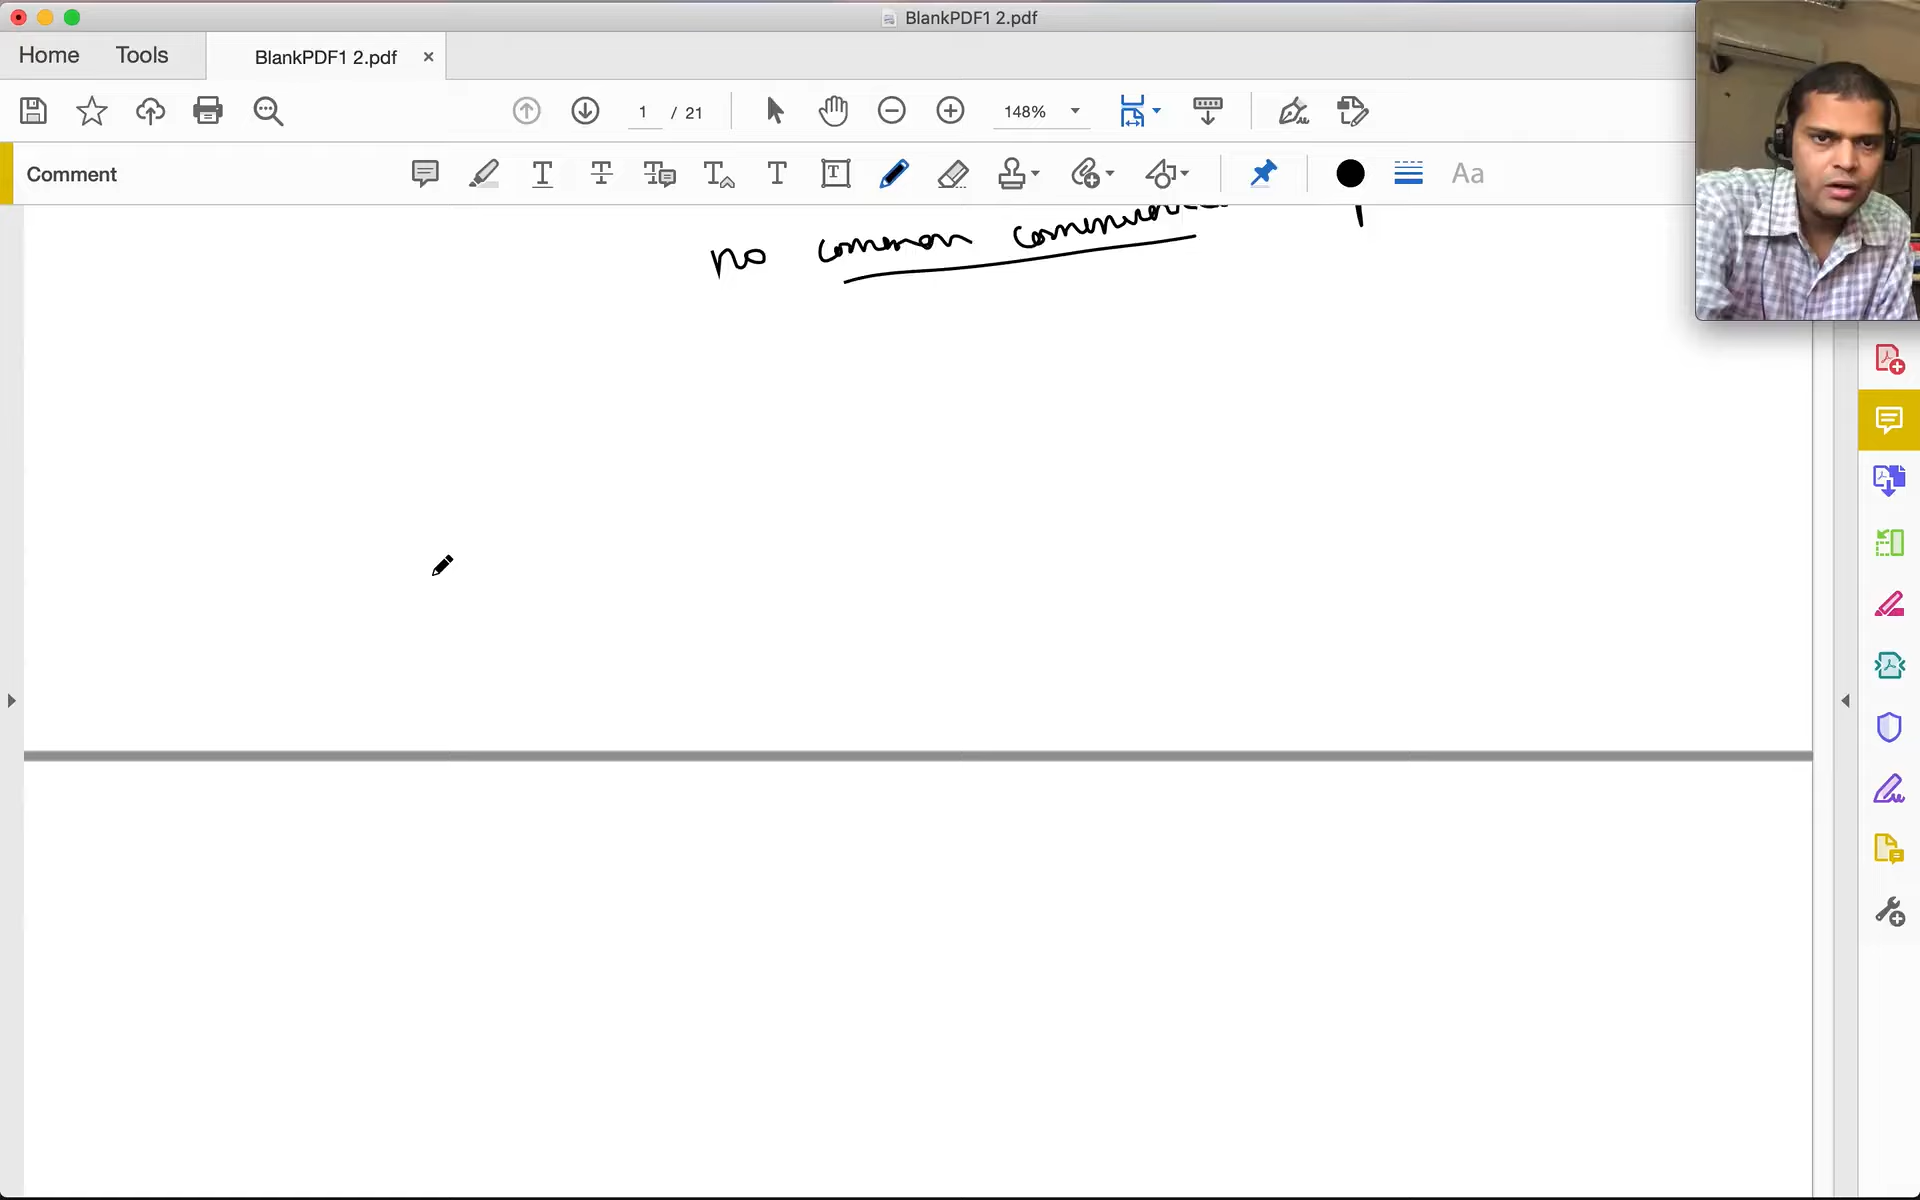 BlankPDF1 2.pdf
Home Tools BlankPDF1 2.pdf ×
1 / 21 148%
Comment Aa
no common